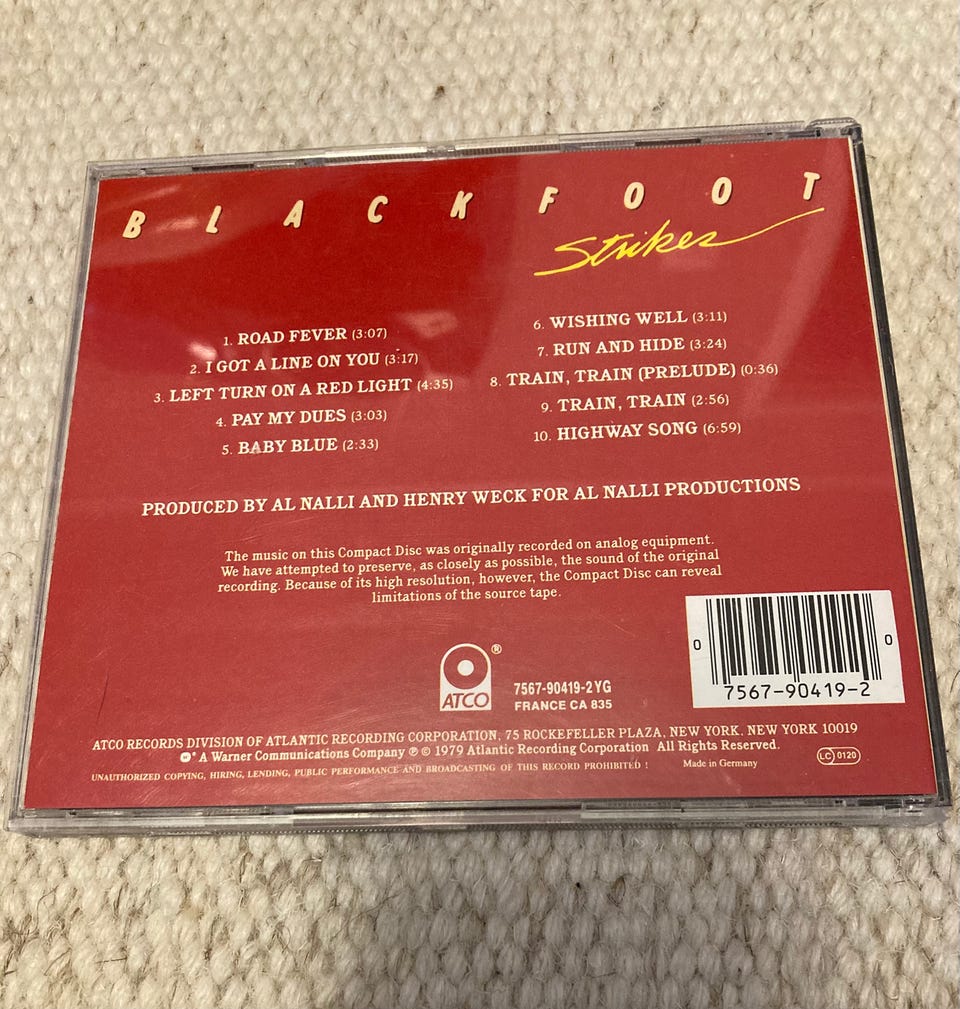 BLACKFOOT
Strikes
1. ROAD FEVER (3:07)
2. I GOT A LINE ON YOU (3:17)
3. LEFT TURN ON A RED LIGHT (4:35)
4. PAY MY DUES (3:03)
5. BABY BLUE (2:33)
6. WISHING WELL (3:11)
7. RUN AND HIDE (3:24)
8. TRAIN, TRAIN (PRELUDE) (0:36)
9. TRAIN, TRAIN (2:56)
10. HIGHWAY SONG (6:59)
PRODUCED BY AL NALLI AND HENRY WECK FOR AL NALLI PRODUCTIONS
The music on this Compact Disc was originally recorded on analog equipment.
We have attempted to preserve, as closely as possible, the sound of the original
recording. Because of its high resolution, however, the Compact Disc can reveal
limitations of the source tape.
ATCO ®
7567-90419-2 YG
FRANCE CA 835
0 0
7567-90419-2
ATCO RECORDS DIVISION OF ATLANTIC RECORDING CORPORATION, 75 ROCKEFELLER PLAZA, NEW YORK. NEW YORK 10019
A Warner Communications Company ℗ © 1979 Atlantic Recording Corporation All Rights Reserved.
UNAUTHORIZED COPYING, HIRING, LENDING, PUBLIC PERFORMANCE AND BROADCASTING OF THIS RECORD PROHIBITED !
Made in Germany
LC 0120